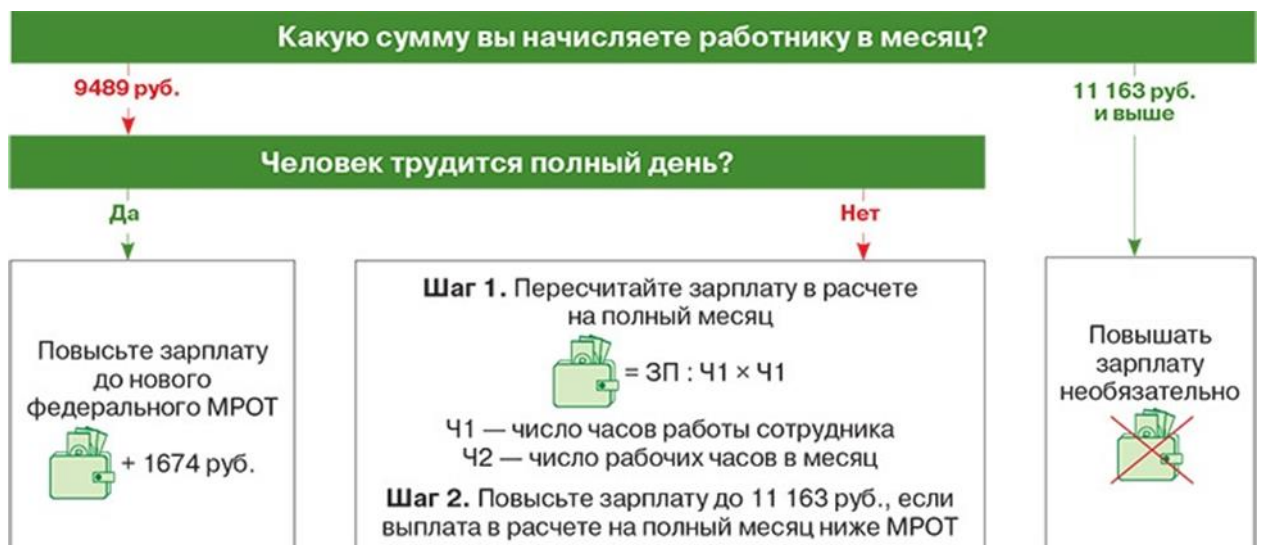 Какую сумму вы начисляете работнику в месяц?
9489 руб.
11 163 руб.
и выше
Человек трудится полный день?
Да
Нет
Повысьте зарплату
до нового
федерального МРОТ
+ 1674 руб.
Шаг 1. Пересчитайте зарплату в расчете
на полный месяц
= ЗП : Ч1 × Ч1
Ч1 — число часов работы сотрудника
Ч2 — число рабочих часов в месяц
Шаг 2. Повысьте зарплату до 11 163 руб., если
выплата в расчете на полный месяц ниже МРОТ
Повышать
зарплату
необязательно